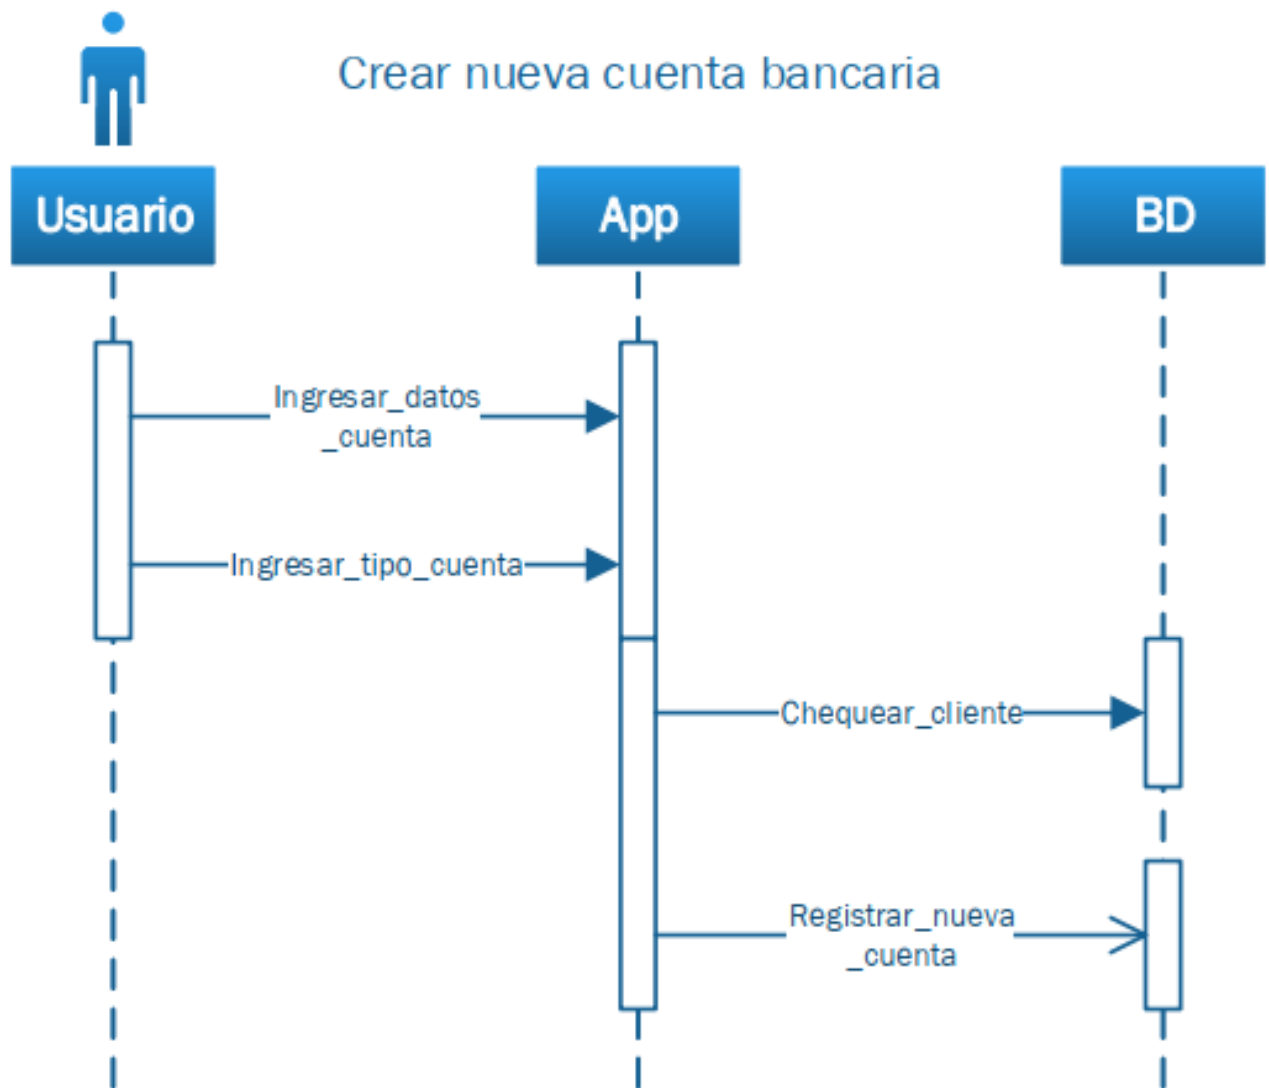 Crear nueva cuenta bancaria
Usuario
App
BD
Ingresar_datos
_cuenta
Ingresar_tipo_cuenta
Chequear_cliente
Registrar_nueva
_cuenta